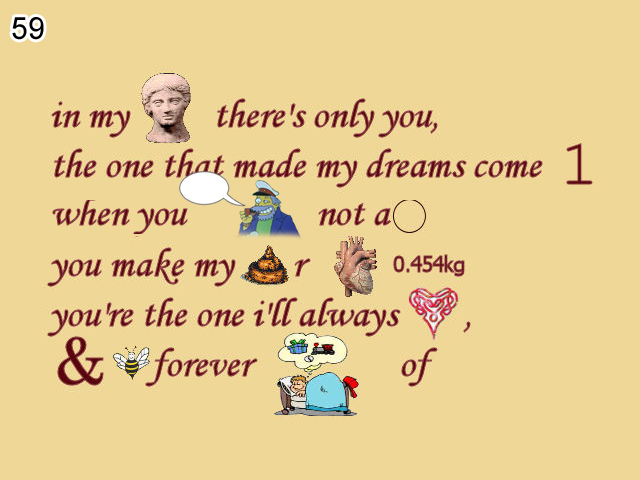 59
in my there's only you,
the one that made my dreams come 1
when you not a
you make my r 0.454kg
you're the one i'll always ,
& forever of